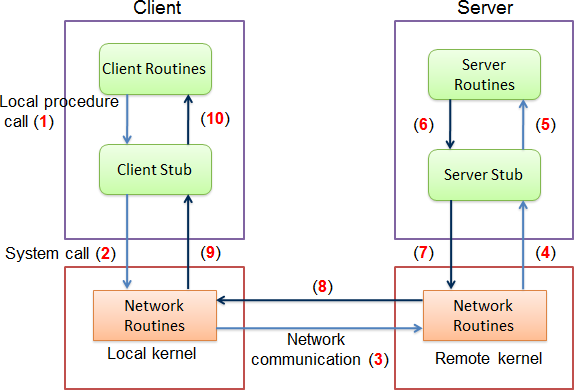 Client
Server
Client Routines
Server
Routines
Local procedure
call (1)
(10)
(6)
(5)
Client Stub
Server Stub
System call (2)
(9)
(7)
(4)
(8)
Network
Routines
Network
Routines
Local kernel
Network
communication (3)
Remote kernel